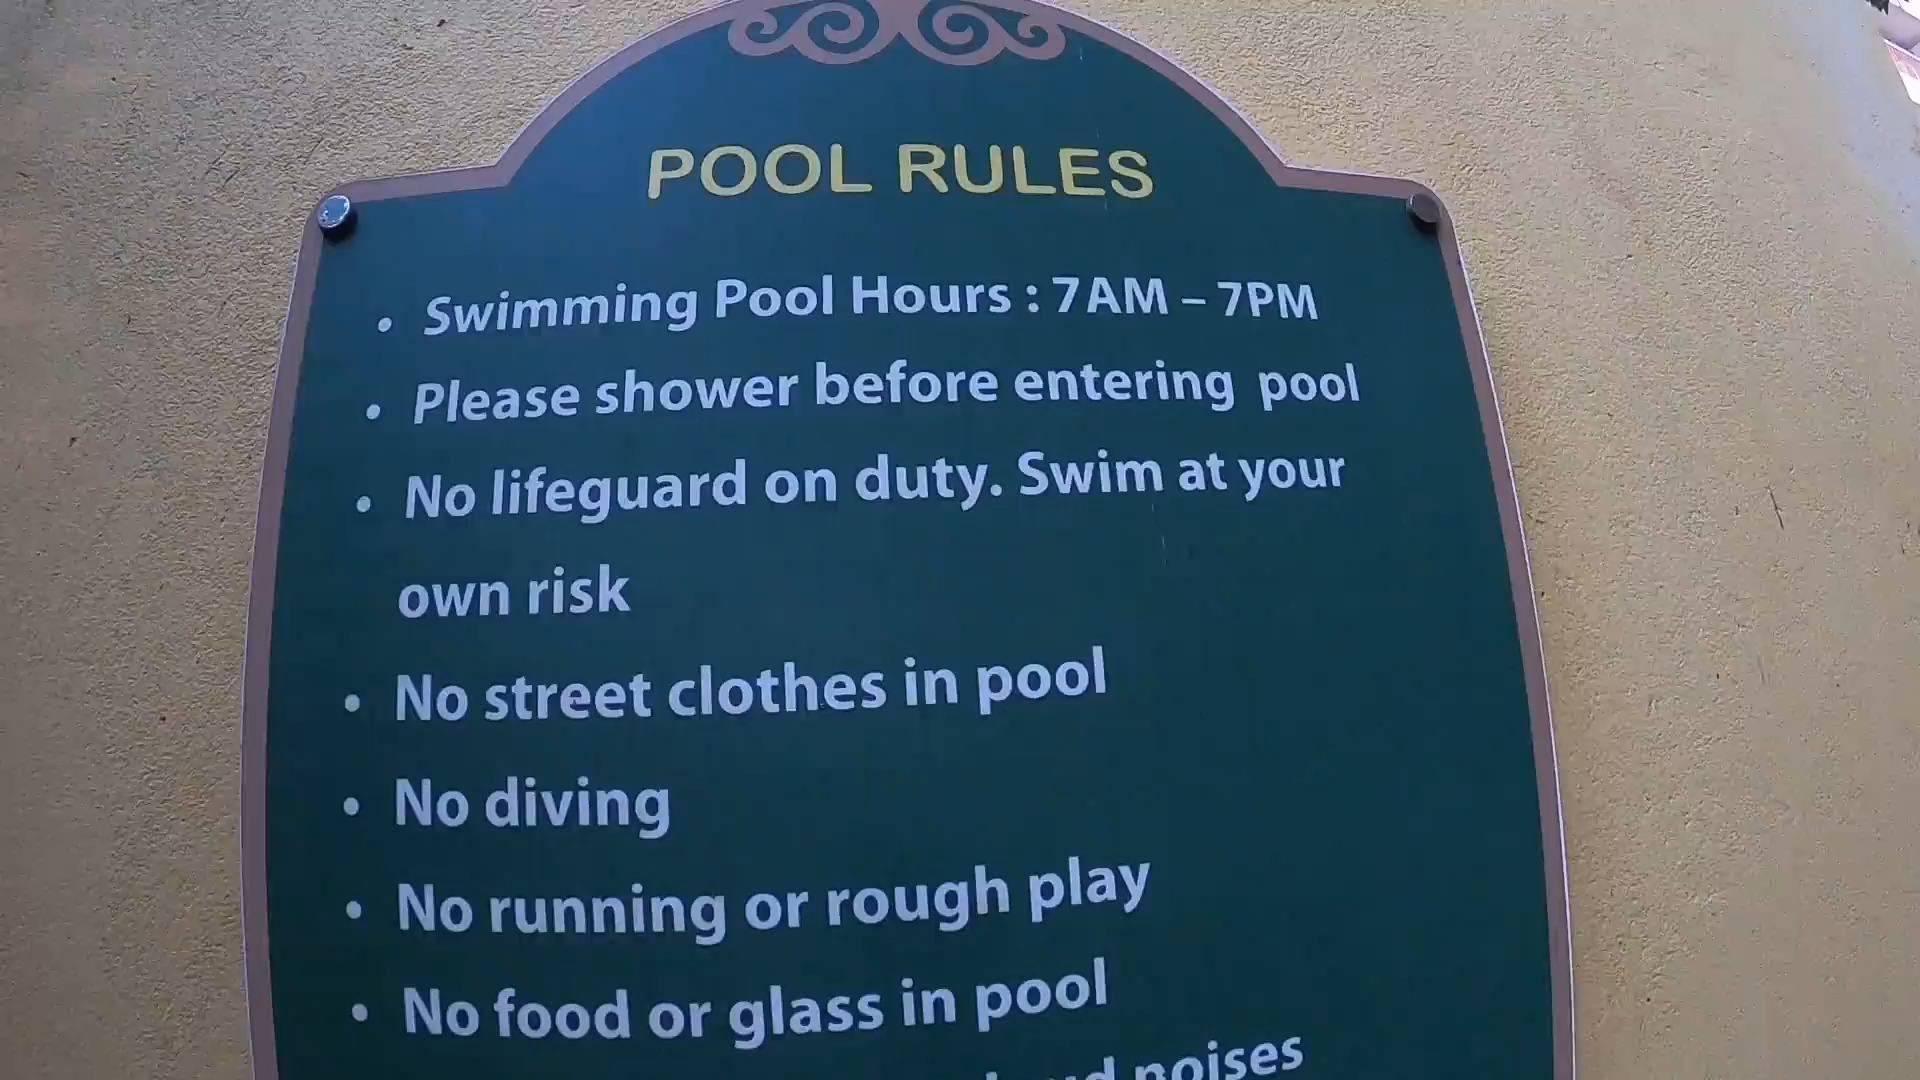 POOL RULES
• Swimming Pool Hours : 7AM – 7PM
• Please shower before entering pool
• No lifeguard on duty. Swim at your
own risk
• No street clothes in pool
• No diving
• No running or rough play
• No food or glass in pool
noises